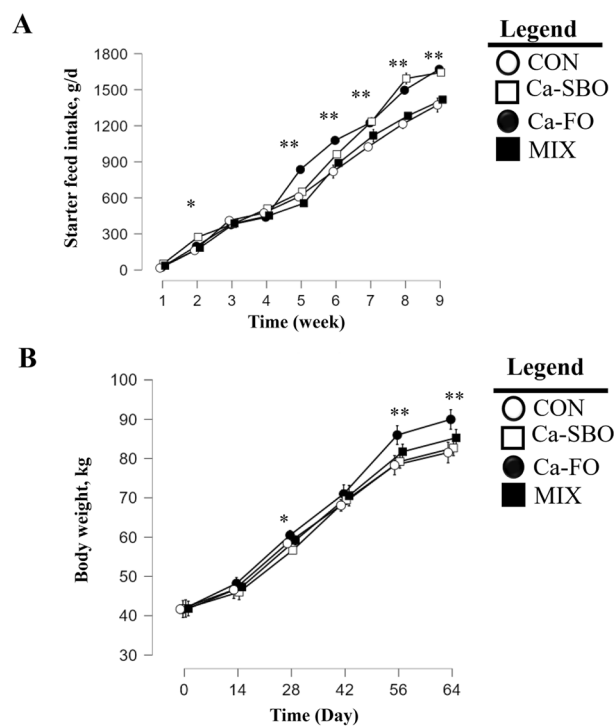 A
Legend
CON
Ca-SBO
Ca-FO
MIX
Starter feed intake, g/d
1800
1500
1200
900
600
300
0
*
**
**
**
**
**
1 2 3 4 5 6 7 8 9
Time (week)
B
Legend
CON
Ca-SBO
Ca-FO
MIX
Body weight, kg
100
90
80
70
60
50
40
30
*
**
**
0 14 28 42 56 64
Time (Day)